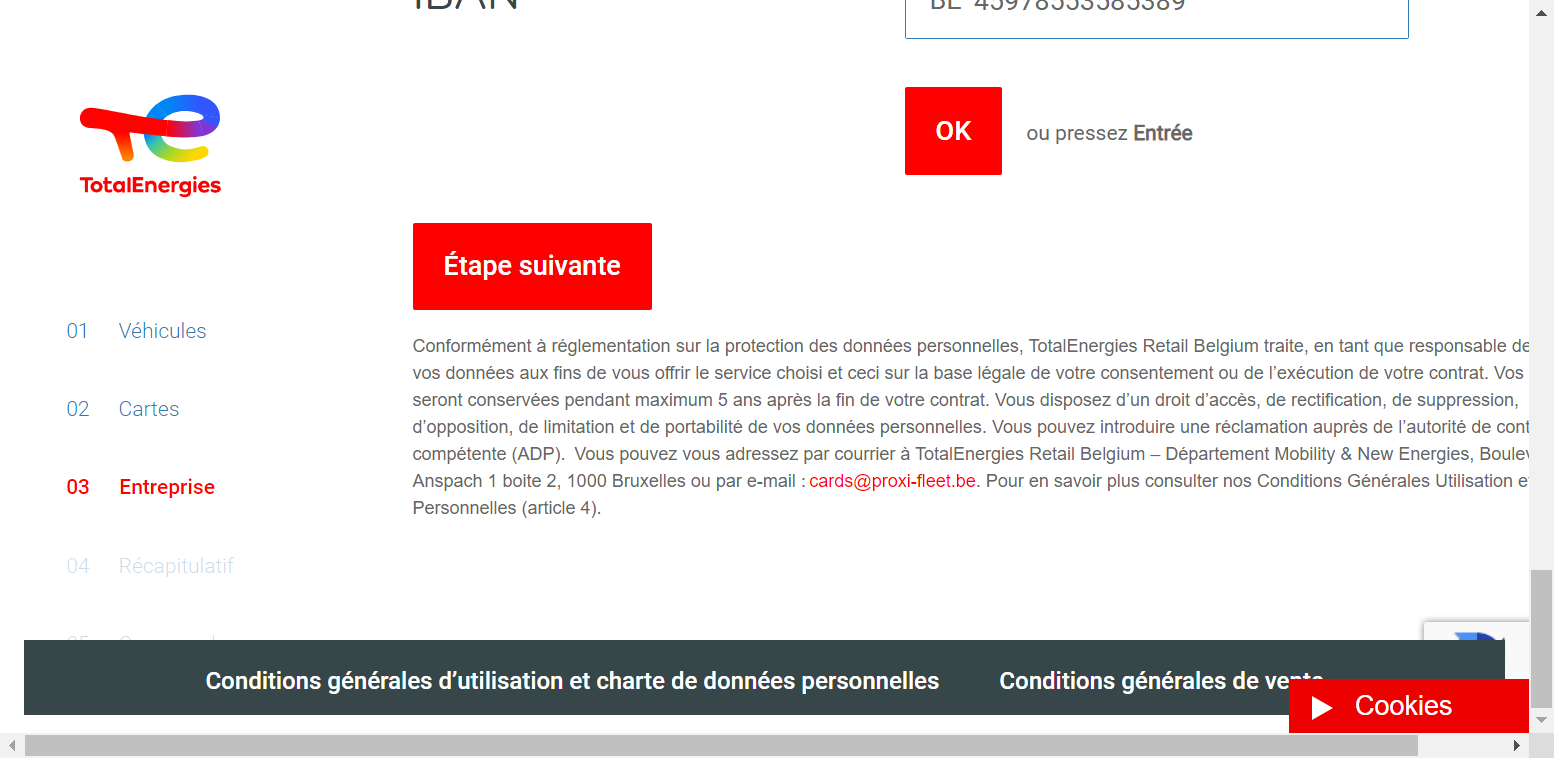 IBAN
BE 45978553585389
OK
ou pressez Entrée
TotalEnergies
Étape suivante
01 Véhicules
02 Cartes
03 Entreprise
04 Récapitulatif
Conformément à réglementation sur la protection des données personnelles, TotalEnergies Retail Belgium traite, en tant que responsable de
vos données aux fins de vous offrir le service choisi et ceci sur la base légale de votre consentement ou de l’exécution de votre contrat. Vos
seront conservées pendant maximum 5 ans après la fin de votre contrat. Vous disposez d’un droit d’accès, de rectification, de suppression,
d’opposition, de limitation et de portabilité de vos données personnelles. Vous pouvez introduire une réclamation auprès de l’autorité de cont
compétente (ADP).  Vous pouvez vous adressez par courrier à TotalEnergies Retail Belgium – Département Mobility & New Energies, Boulev
Anspach 1 boite 2, 1000 Bruxelles ou par e-mail : cards@proxi-fleet.be. Pour en savoir plus consulter nos Conditions Générales Utilisation e
Personnelles (article 4).
Conditions générales d’utilisation et charte de données personnelles
Conditions générales de vente
Cookies